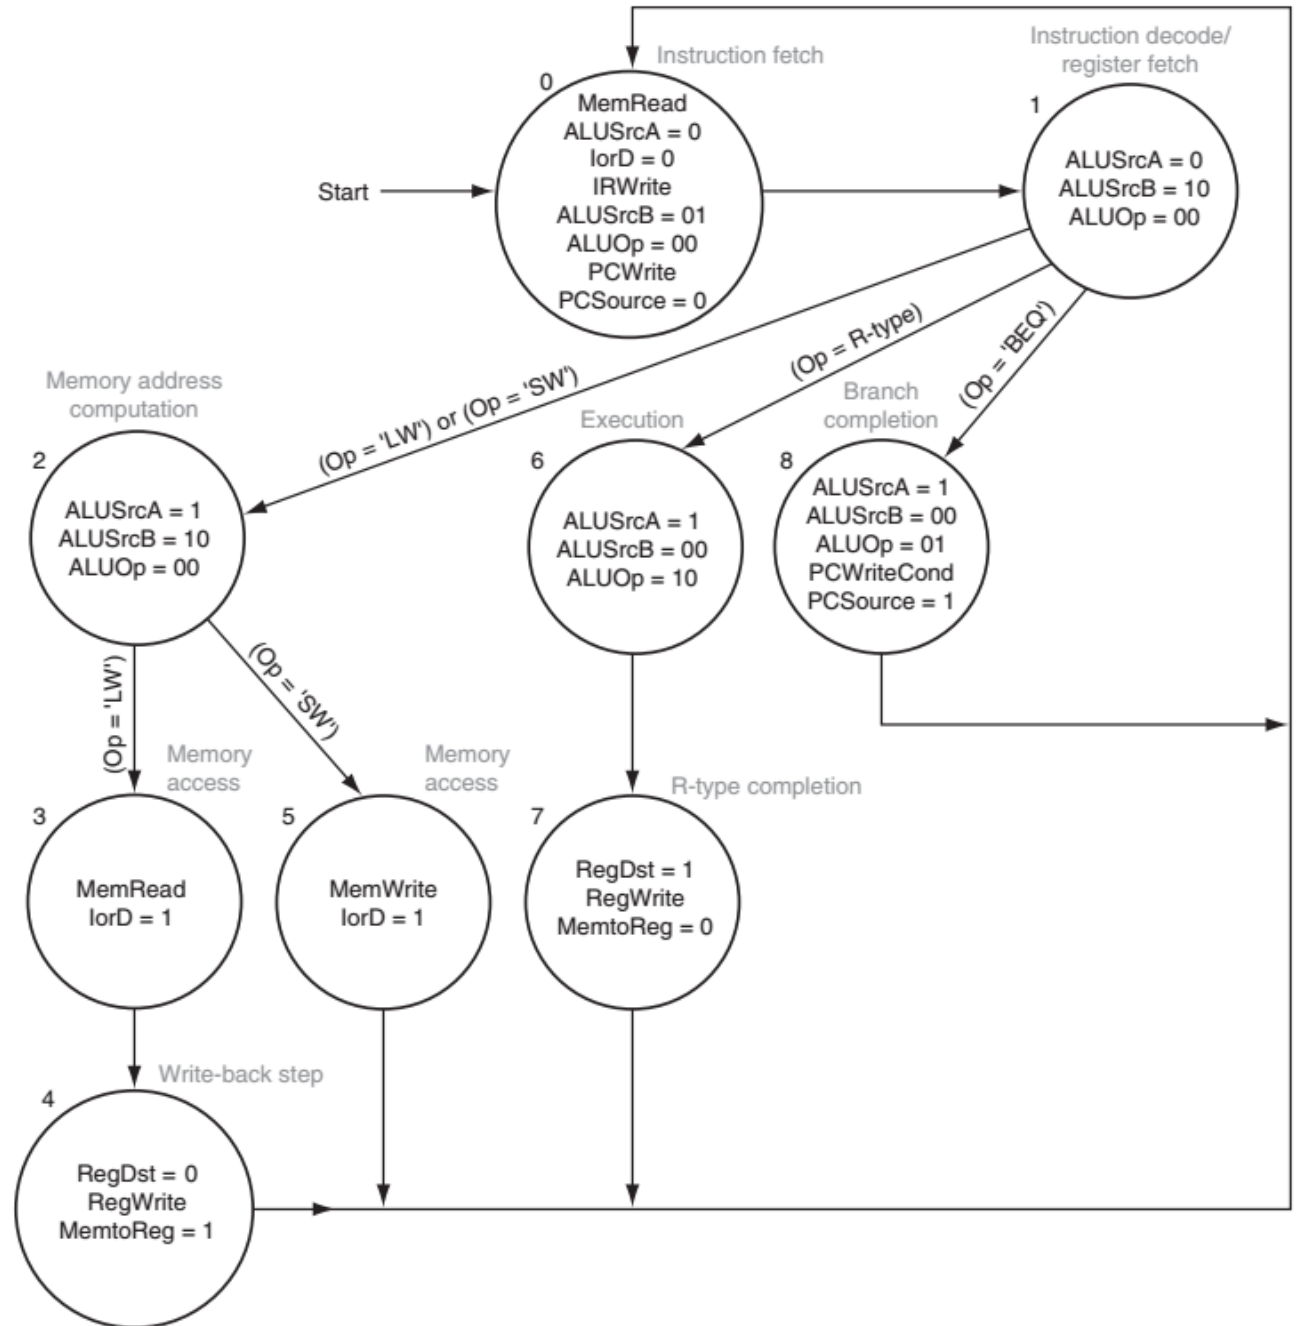 Instruction fetch
0
MemRead
ALUSrcA = 0
IorD = 0
IRWrite
ALUSrcB = 01
ALUOp = 00
PCWrite
PCSource = 0
Start
Instruction decode/
register fetch
1
ALUSrcA = 0
ALUSrcB = 10
ALUOp = 00
(Op = 'LW') or (Op = 'SW')
(Op = R-type)
(Op = 'BEQ')
Memory address
computation
2
ALUSrcA = 1
ALUSrcB = 10
ALUOp = 00
Execution
6
ALUSrcA = 1
ALUSrcB = 00
ALUOp = 10
Branch
completion
8
ALUSrcA = 1
ALUSrcB = 00
ALUOp = 01
PCWriteCond
PCSource = 1
(Op = 'LW')
(Op = 'SW')
Memory
access
3
MemRead
IorD = 1
Memory
access
5
MemWrite
IorD = 1
R-type completion
7
RegDst = 1
RegWrite
MemtoReg = 0
Write-back step
4
RegDst = 0
RegWrite
MemtoReg = 1